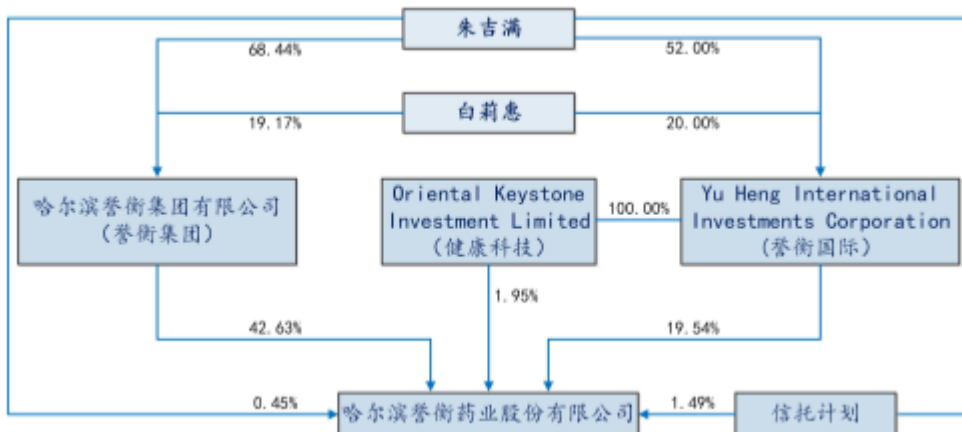 朱吉满
68.44%
52.00%
白莉惠
19.17%
20.00%
哈尔滨誉衡集团有限公司
（誉衡集团）
Oriental Keystone
Investment Limited
（健康科技）
100.00%
Yu Heng International
Investments Corporation
（誉衡国际）
1.95%
42.63%
19.54%
0.45%
哈尔滨誉衡药业股份有限公司
1.49%
信托计划